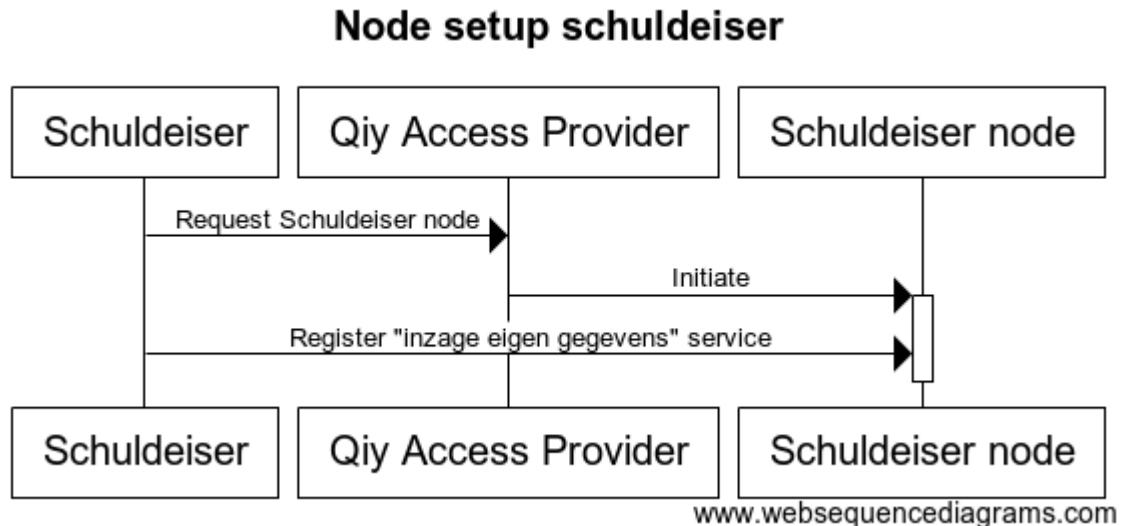 Node setup schuldeiser
Schuldeiser Qiy Access Provider Schuldeiser node
Request Schuldeiser node
Initiate
Register "inzage eigen gegevens" service
Schuldeiser Qiy Access Provider Schuldeiser node
www.websequencediagrams.com